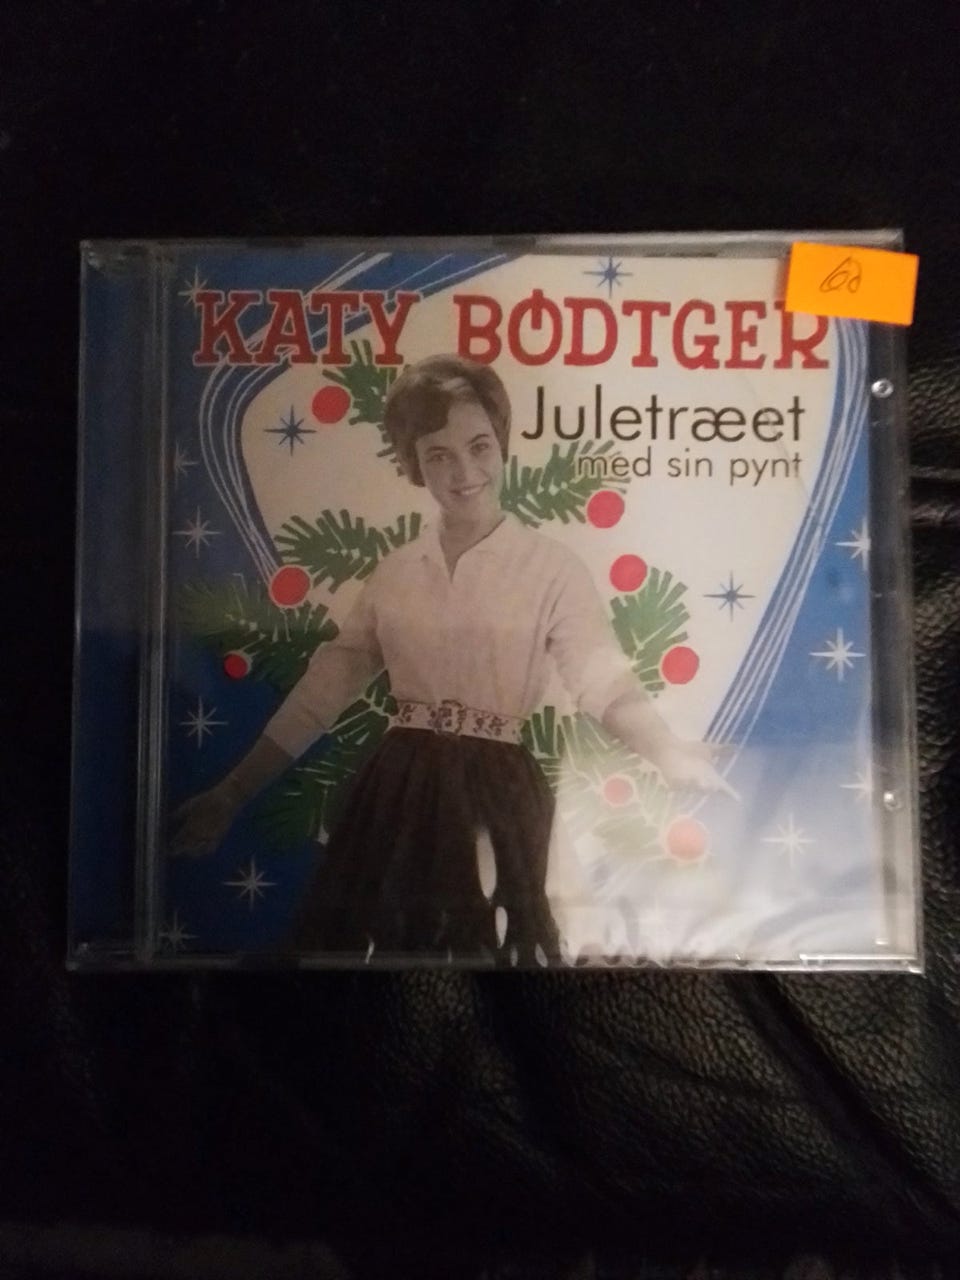 KATY BØDTGER
60
Juletræet
med sin pynt